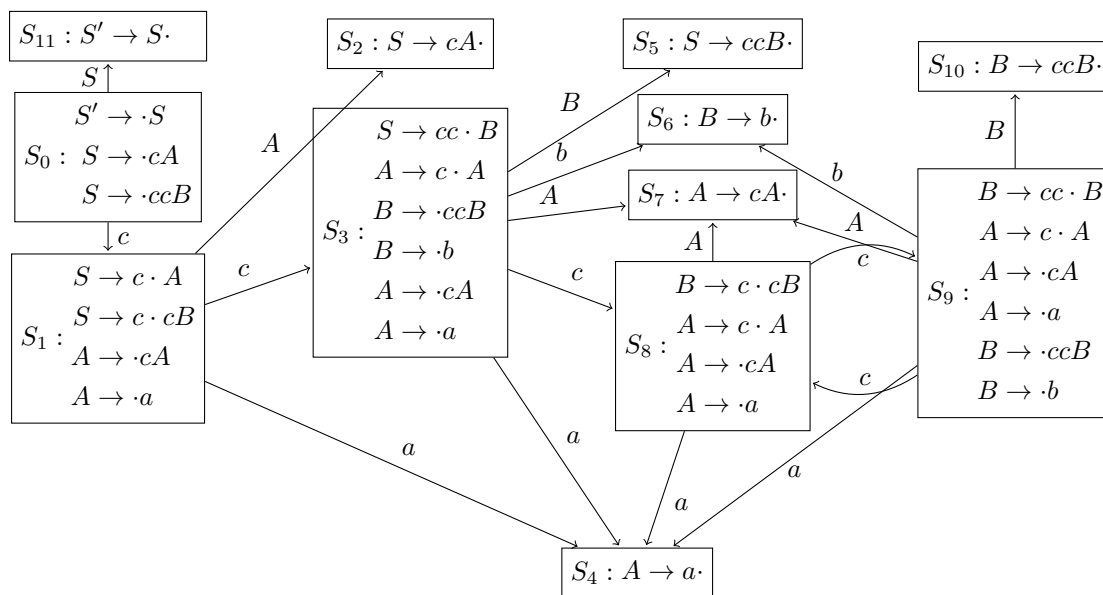 S₁₁ : S′ → S·
S
S′ → ·S
S₀ : S → ·cA
S → ·ccB
c
S → c · A
S → c · cB
S₁ :
A → ·cA
A → ·a
A
c
a
S₂ : S → cA·
S → cc · B
A → c · A
B → ·ccB
S₃ :
B → ·b
A → ·cA
A → ·a
B
b
A
c
a
S₅ : S → ccB·
S₆ : B → b·
S₇ : A → cA·
A
B → c · cB
A → c · A
S₈ :
A → ·cA
A → ·a
a
c
c
b
A
B
a
S₁₀ : B → ccB·
B → cc · B
A → c · A
A → ·cA
S₉ :
A → ·a
B → ·ccB
B → ·b
S₄ : A → a·